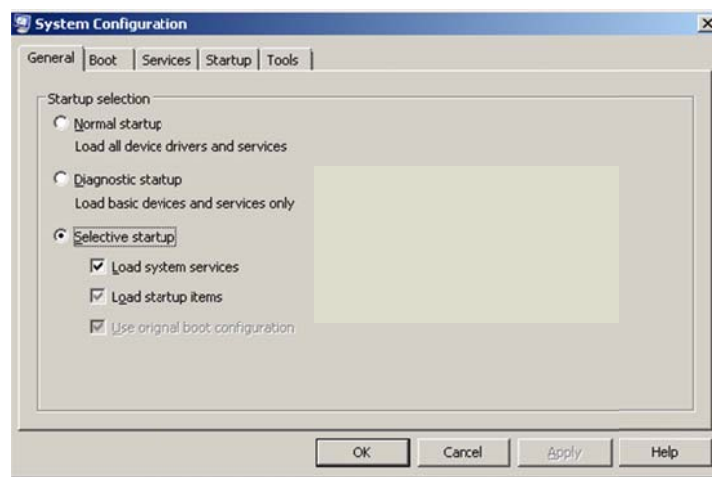 System Configuration
General Boot Services Startup Tools
Startup selection
Normal startup
Load all device drivers and services
Diagnostic startup
Load basic devices and services only
Selective startup
Load system services
Load startup items
Use orignal boot configuration
OK Cancel Apply Help